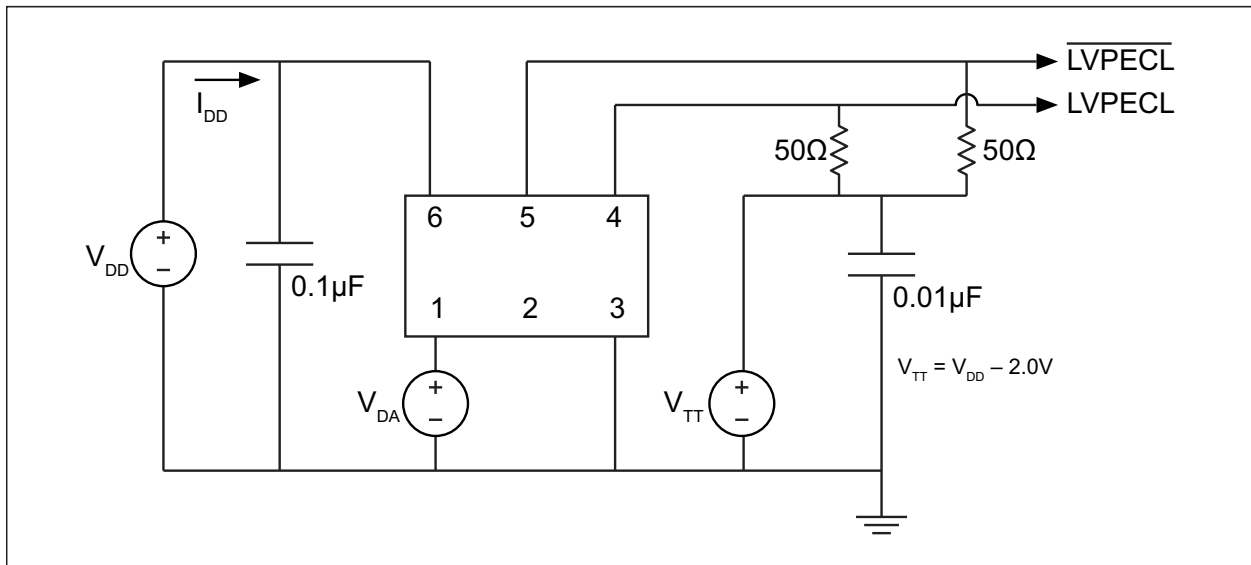 L̅V̅P̅E̅C̅L̅
I_DD
LVPECL
50Ω
50Ω
6 5 4
V_DD
0.1µF
1 2 3
0.01µF
V_TT = V_DD – 2.0V
V_DA
V_TT
+
−
+
−
+
−